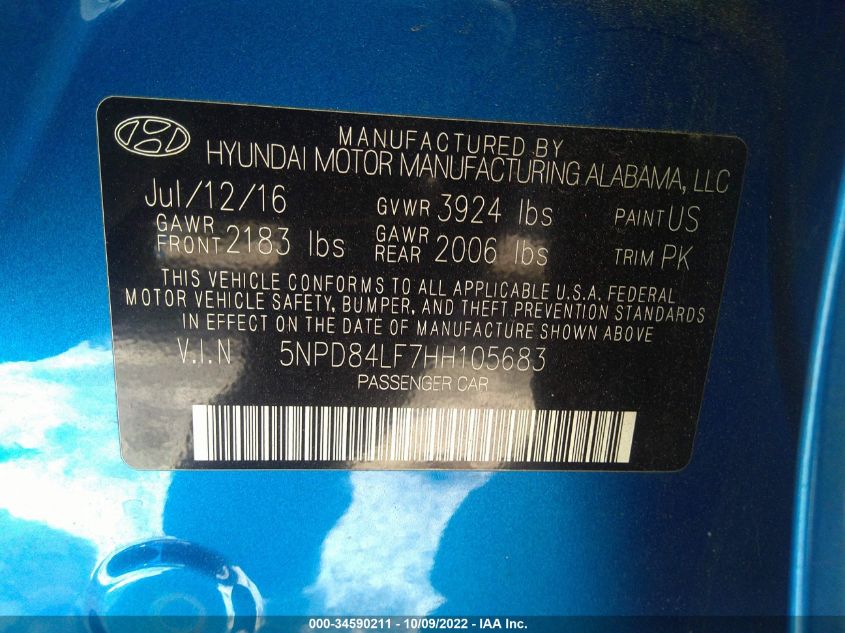 MANUFACTURED BY
HYUNDAI MOTOR MANUFACTURING ALABAMA, LLC
Jul/12/16 GVWR 3924 lbs PAINT US
GAWR FRONT 2183 lbs GAWR REAR 2006 lbs TRIM PK
THIS VEHICLE CONFORMS TO ALL APPLICABLE U.S.A. FEDERAL
MOTOR VEHICLE SAFETY, BUMPER, AND THEFT PREVENTION STANDARDS
IN EFFECT ON THE DATE OF MANUFACTURE SHOWN ABOVE
V.I.N 5NPD84LF7HH105683
PASSENGER CAR
000-34590211 - 10/09/2022 - IAA Inc.